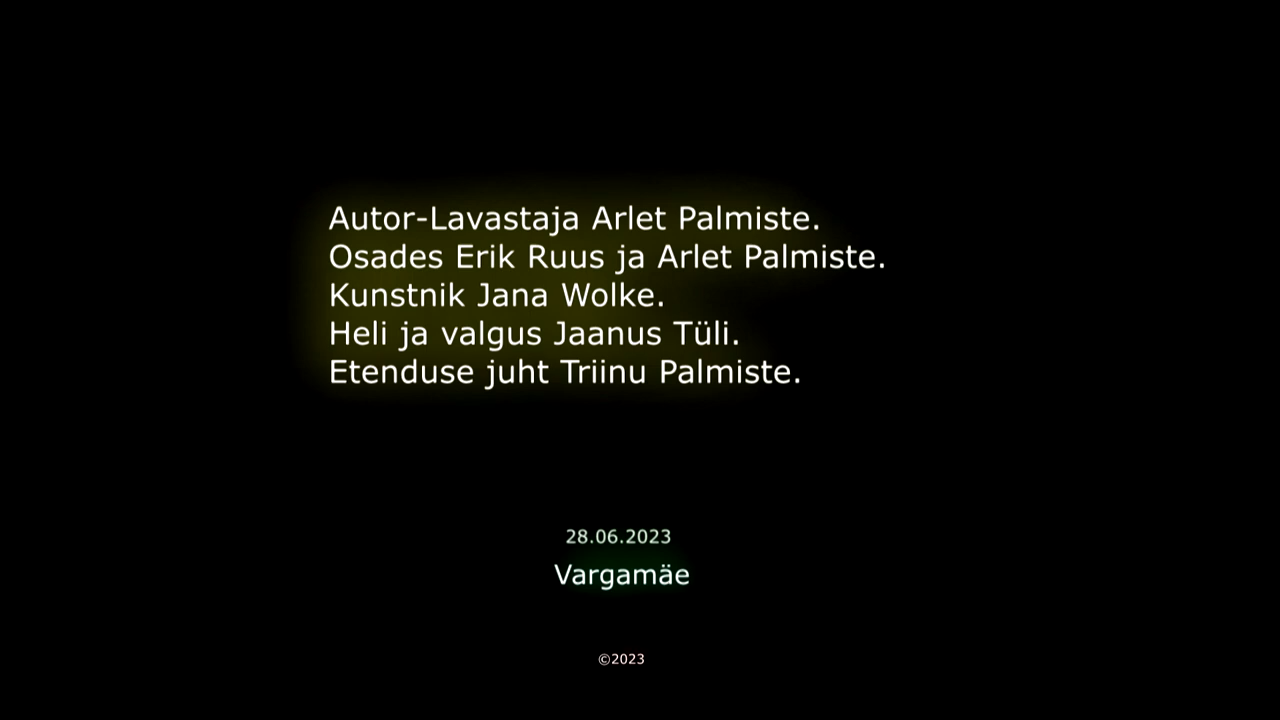 Autor-Lavastaja Arlet Palmiste.
Osades Erik Ruus ja Arlet Palmiste.
Kunstnik Jana Wolke.
Heli ja valgus Jaanus Tüli.
Etenduse juht Triinu Palmiste.
28.06.2023
Vargamäe
©2023